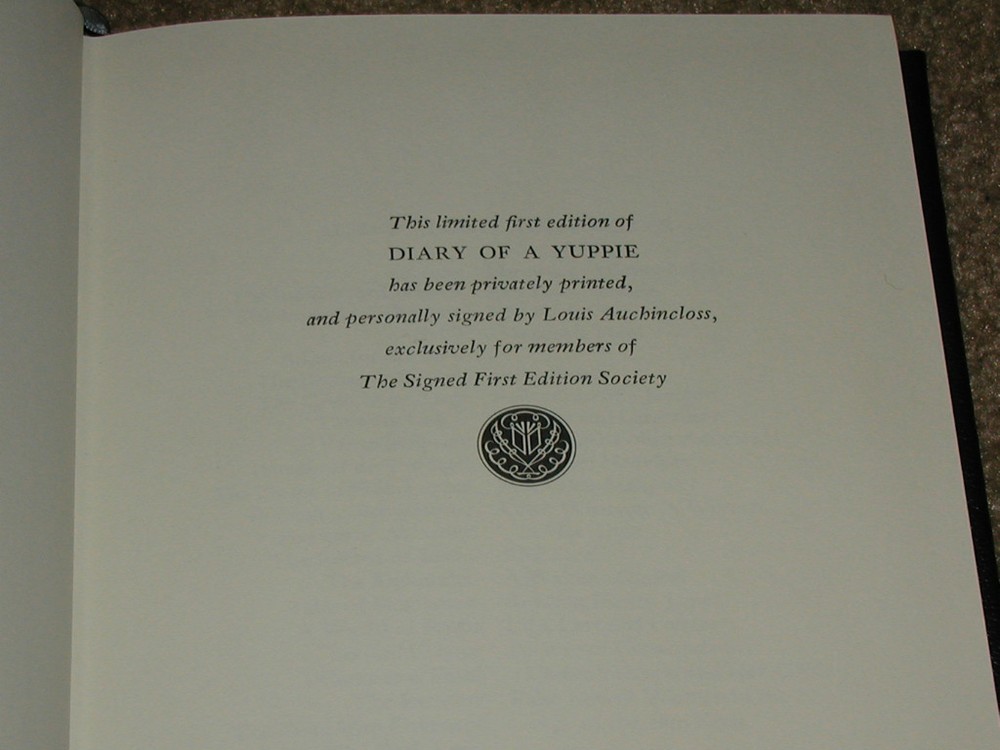 This limited first edition of
DIARY OF A YUPPIE
has been privately printed,
and personally signed by Louis Auchincloss,
exclusively for members of
The Signed First Edition Society